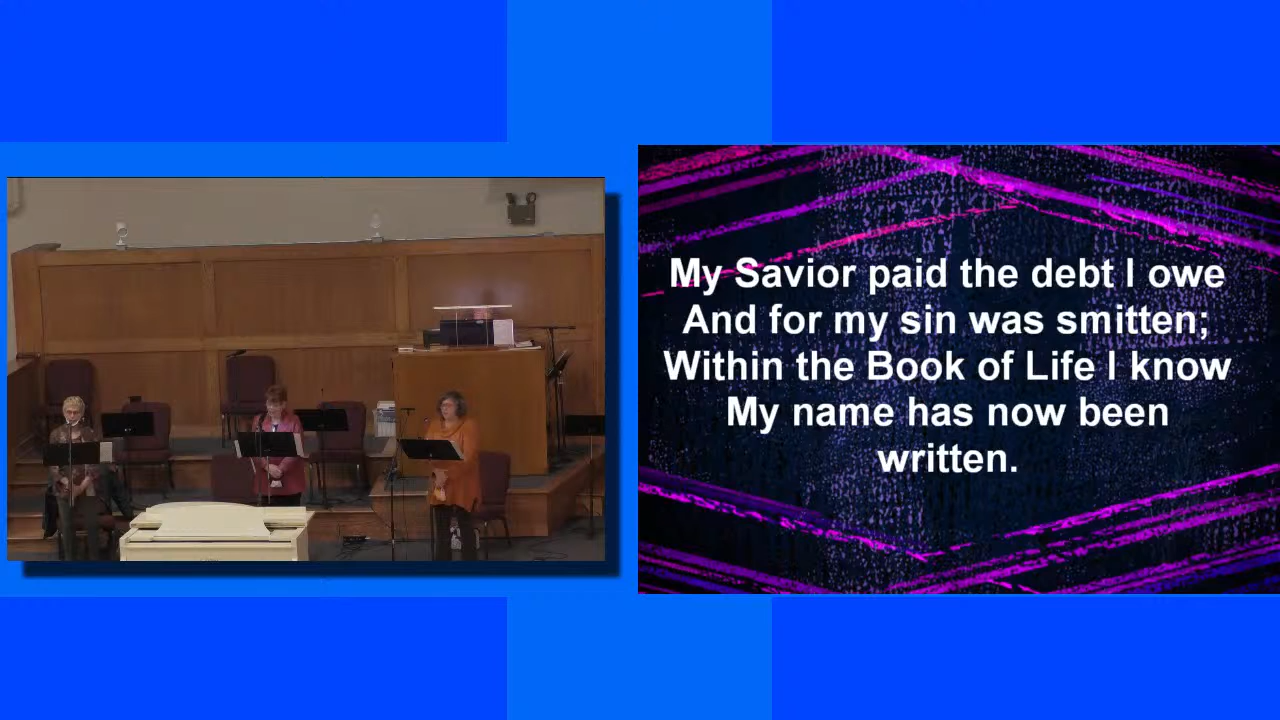 My Savior paid the debt I owe
And for my sin was smitten;
Within the Book of Life I know
My name has now been
written.